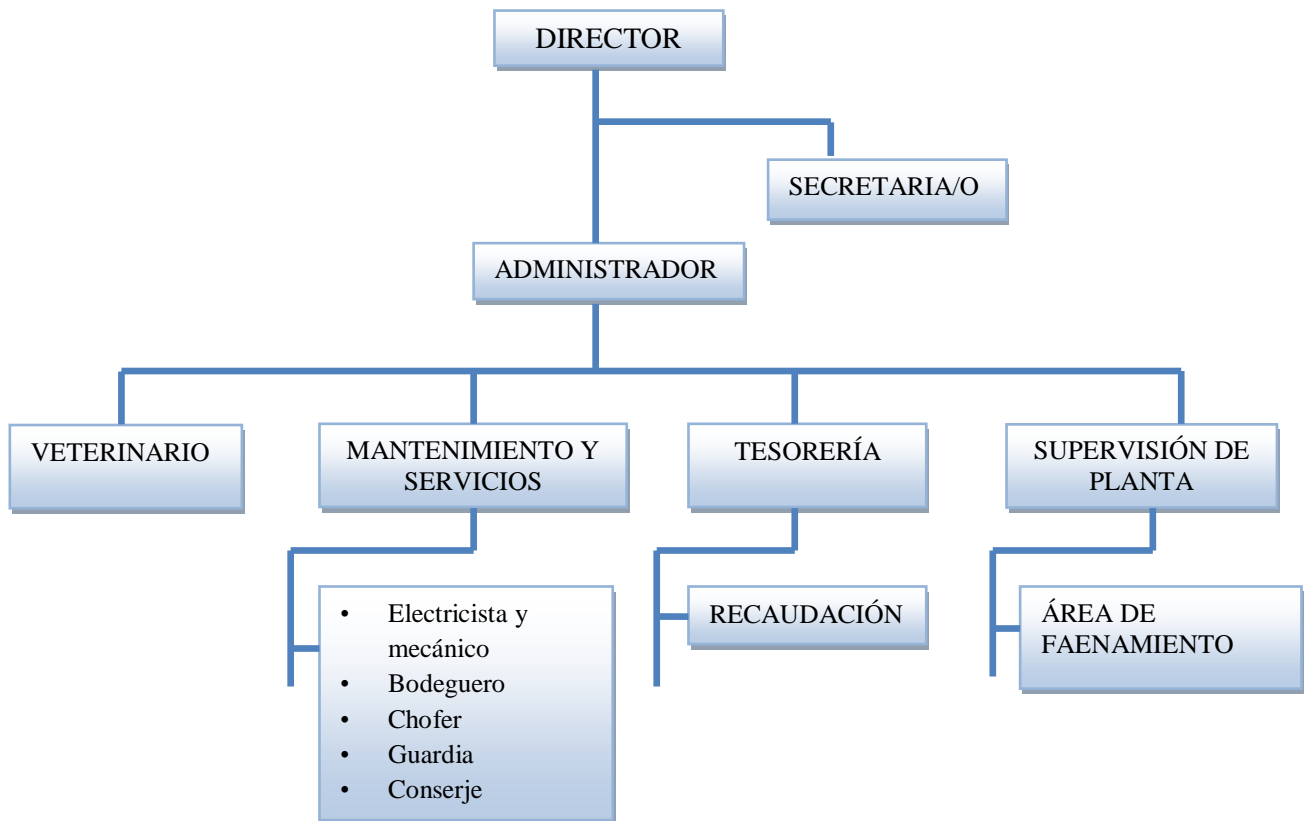 DIRECTOR
SECRETARIA/O
ADMINISTRADOR
VETERINARIO
MANTENIMIENTO Y
SERVICIOS
TESORERÍA
SUPERVISIÓN DE
PLANTA
• Electricista y
mecánico
• Bodeguero
• Chofer
• Guardia
• Conserje
RECAUDACIÓN
ÁREA DE
FAENAMIENTO